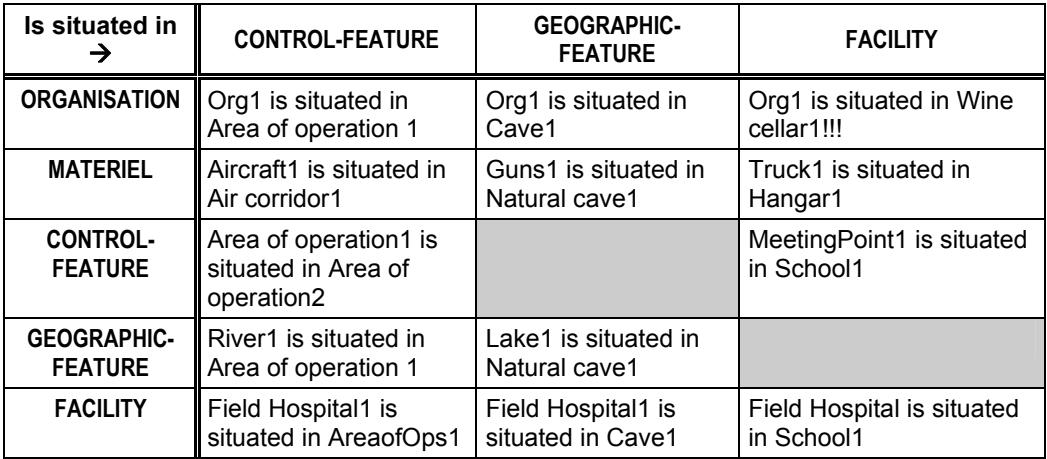 Is situated in
→
CONTROL-FEATURE
GEOGRAPHIC-
FEATURE
FACILITY
ORGANISATION
Org1 is situated in
Area of operation 1
Org1 is situated in
Cave1
Org1 is situated in Wine
cellar1!!!
MATERIEL
Aircraft1 is situated in
Air corridor1
Guns1 is situated in
Natural cave1
Truck1 is situated in
Hangar1
CONTROL-
FEATURE
Area of operation1 is
situated in Area of
operation2
MeetingPoint1 is situated
in School1
GEOGRAPHIC-
FEATURE
River1 is situated in
Area of operation 1
Lake1 is situated in
Natural cave1
FACILITY
Field Hospital1 is
situated in AreaofOps1
Field Hospital1 is
situated in Cave1
Field Hospital is situated
in School1